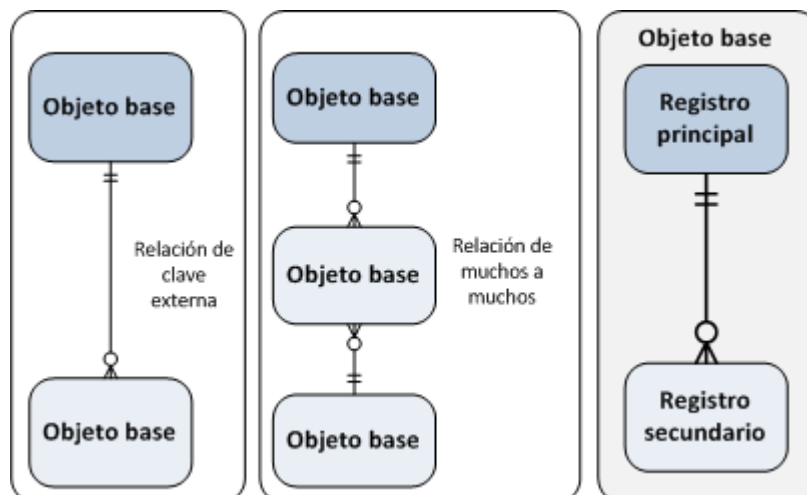 Objeto base
Relación de
clave
externa
Objeto base
Objeto base
Objeto base
Relación de
muchos a
muchos
Objeto base
Objeto base
Registro
principal
Registro
secundario